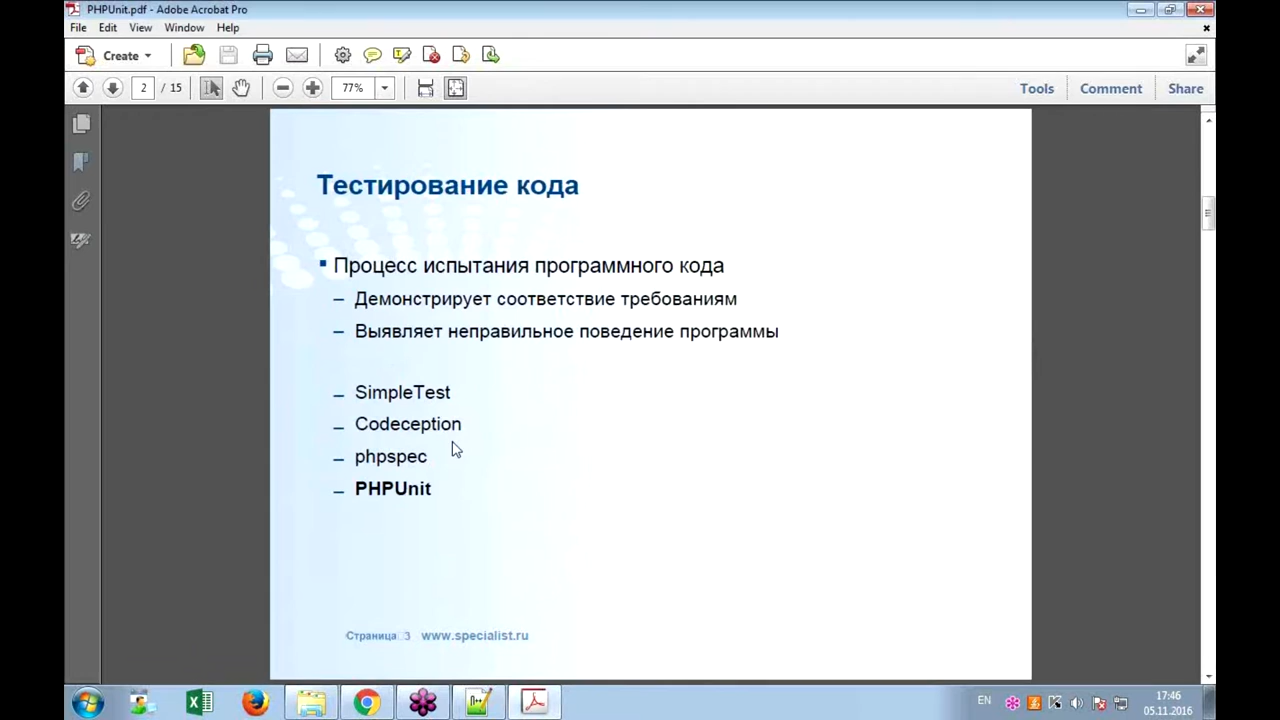 PHPUnit.pdf - Adobe Acrobat Pro
File Edit View Window Help
Create
2 / 15 77% Tools Comment Share
Тестирование кода
Процесс испытания программного кода
– Демонстрирует соответствие требованиям
– Выявляет неправильное поведение программы
– SimpleTest
– Codeception
– phpspec
– PHPUnit
Страница 3 www.specialist.ru
EN 17:46
05.11.2016